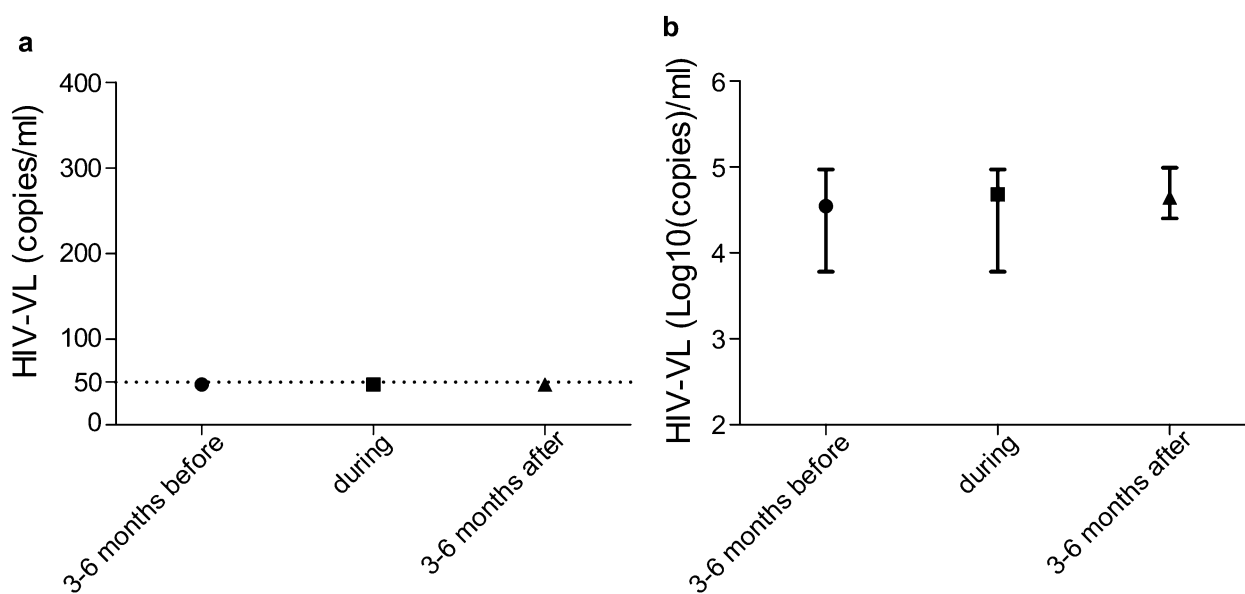 a
HIV-VL (copies/ml)
400
300
200
100
50
0
3-6 months before
during
3-6 months after
b
HIV-VL (Log10(copies)/ml)
6
5
4
3
2
3-6 months before
during
3-6 months after